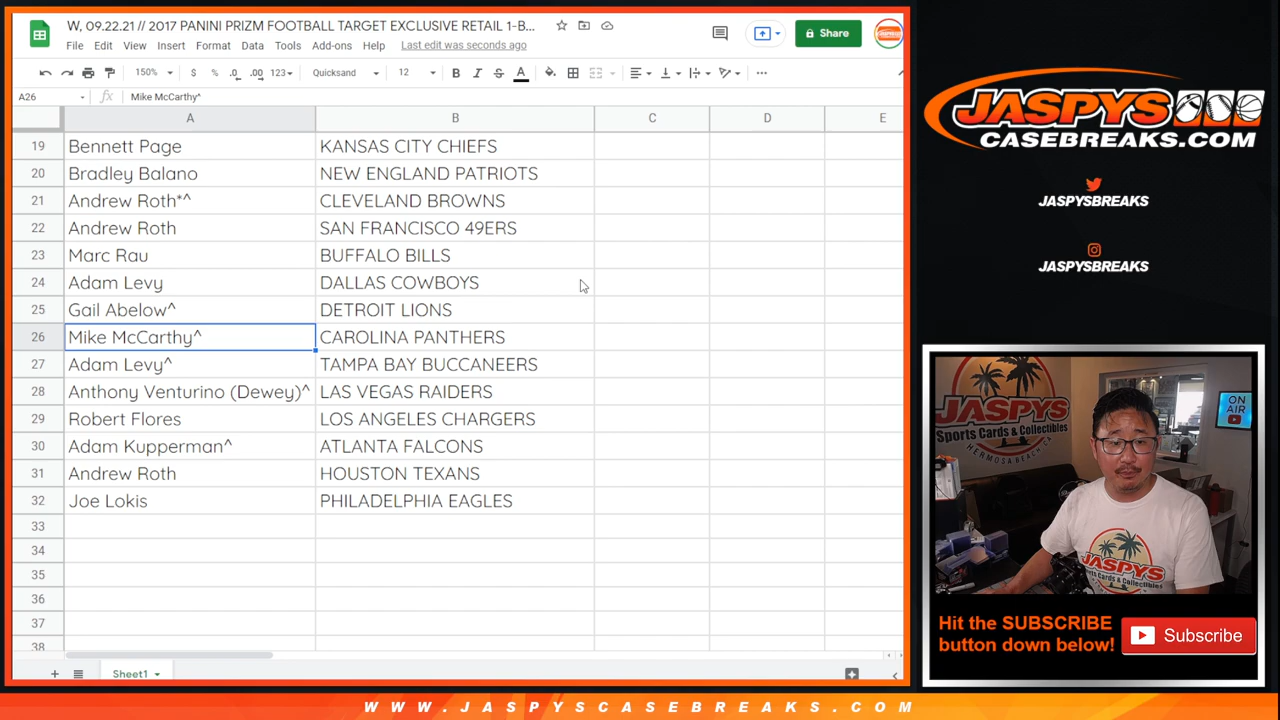 W, 09.22.21 // 2017 PANINI PRIZM FOOTBALL TARGET EXCLUSIVE RETAIL 1-B...
File Edit View Insert Format Data Tools Add-ons Help Last edit was seconds ago
Share
150% $ % .0 .00 123 Quicksand 12 B I S A
A26 fx Mike McCarthy^
A B C D E
19 Bennett Page KANSAS CITY CHIEFS
20 Bradley Balano NEW ENGLAND PATRIOTS
21 Andrew Roth*^ CLEVELAND BROWNS
22 Andrew Roth SAN FRANCISCO 49ERS
23 Marc Rau BUFFALO BILLS
24 Adam Levy DALLAS COWBOYS
25 Gail Abelow^ DETROIT LIONS
26 Mike McCarthy^ CAROLINA PANTHERS
27 Adam Levy^ TAMPA BAY BUCCANEERS
28 Anthony Venturino (Dewey)^ LAS VEGAS RAIDERS
29 Robert Flores LOS ANGELES CHARGERS
30 Adam Kupperman^ ATLANTA FALCONS
31 Andrew Roth HOUSTON TEXANS
32 Joe Lokis PHILADELPHIA EAGLES
33
34
35
36
37
38
Sheet1
JASPYS
CASEBREAKS.COM
JASPYSBREAKS
JASPYSBREAKS
JASPYS
Sports Cards & Collectibles
HERMOSA BEACH
ON
AIR
JASPYS
Sports Cards & Collectibles
Hit the SUBSCRIBE
button down below!
Subscribe
WWW.JASPYSCASEBREAKS.COM